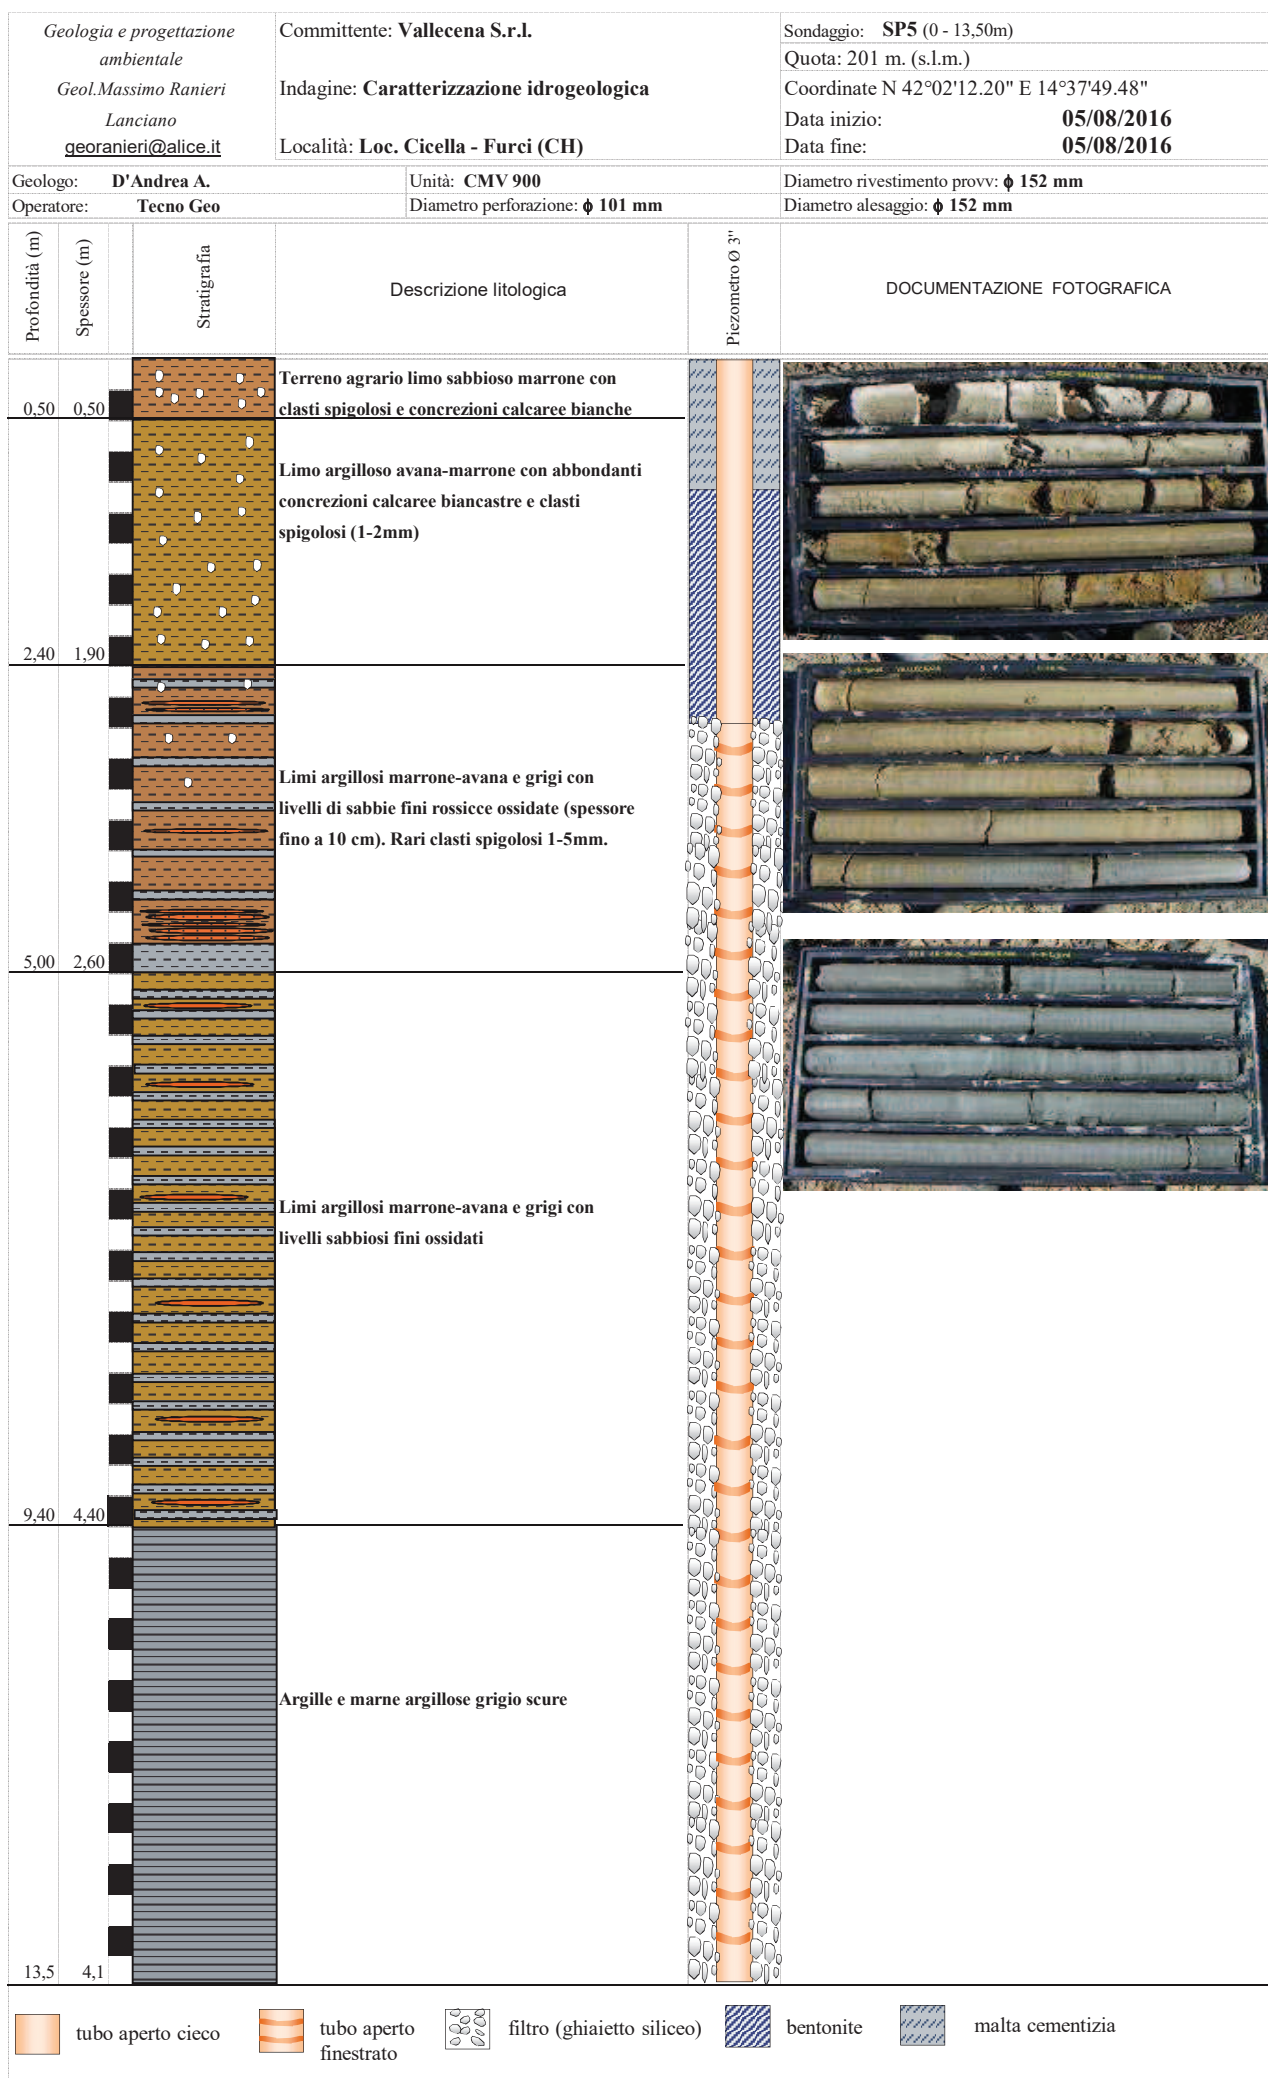 Geologia e progettazione
ambientale
Geol.Massimo Ranieri
Lanciano
georanieri@alice.it
Committente: Vallecena S.r.l.
Indagine: Caratterizzazione idrogeologica
Località: Loc. Cicella - Furci (CH)
Sondaggio: SP5 (0 - 13,50m)
Quota: 201 m. (s.l.m.)
Coordinate N 42°02'12.20" E 14°37'49.48"
Data inizio: 05/08/2016
Data fine: 05/08/2016
Geologo: D'Andrea A.
Unità: CMV 900
Diametro rivestimento provv: ϕ 152 mm
Operatore: Tecno Geo
Diametro perforazione: ϕ 101 mm
Diametro alesaggio: ϕ 152 mm
Profondità (m)
Spessore (m)
Stratigrafia
Descrizione litologica
Piezometro Ø 3"
DOCUMENTAZIONE FOTOGRAFICA
Terreno agrario limo sabbioso marrone con
clasti spigolosi e concrezioni calcaree bianche
0,50 0,50
Limo argilloso avana-marrone con abbondanti
concrezioni calcaree biancastre e clasti
spigolosi (1-2mm)
2,40 1,90
Limi argillosi marrone-avana e grigi con
livelli di sabbie fini rossicce ossidate (spessore
fino a 10 cm). Rari clasti spigolosi 1-5mm.
5,00 2,60
Limi argillosi marrone-avana e grigi con
livelli sabbiosi fini ossidati
9,40 4,40
Argille e marne argillose grigio scure
13,5 4,1
tubo aperto cieco
tubo aperto
finestrato
filtro (ghiaietto siliceo)
bentonite
malta cementizia